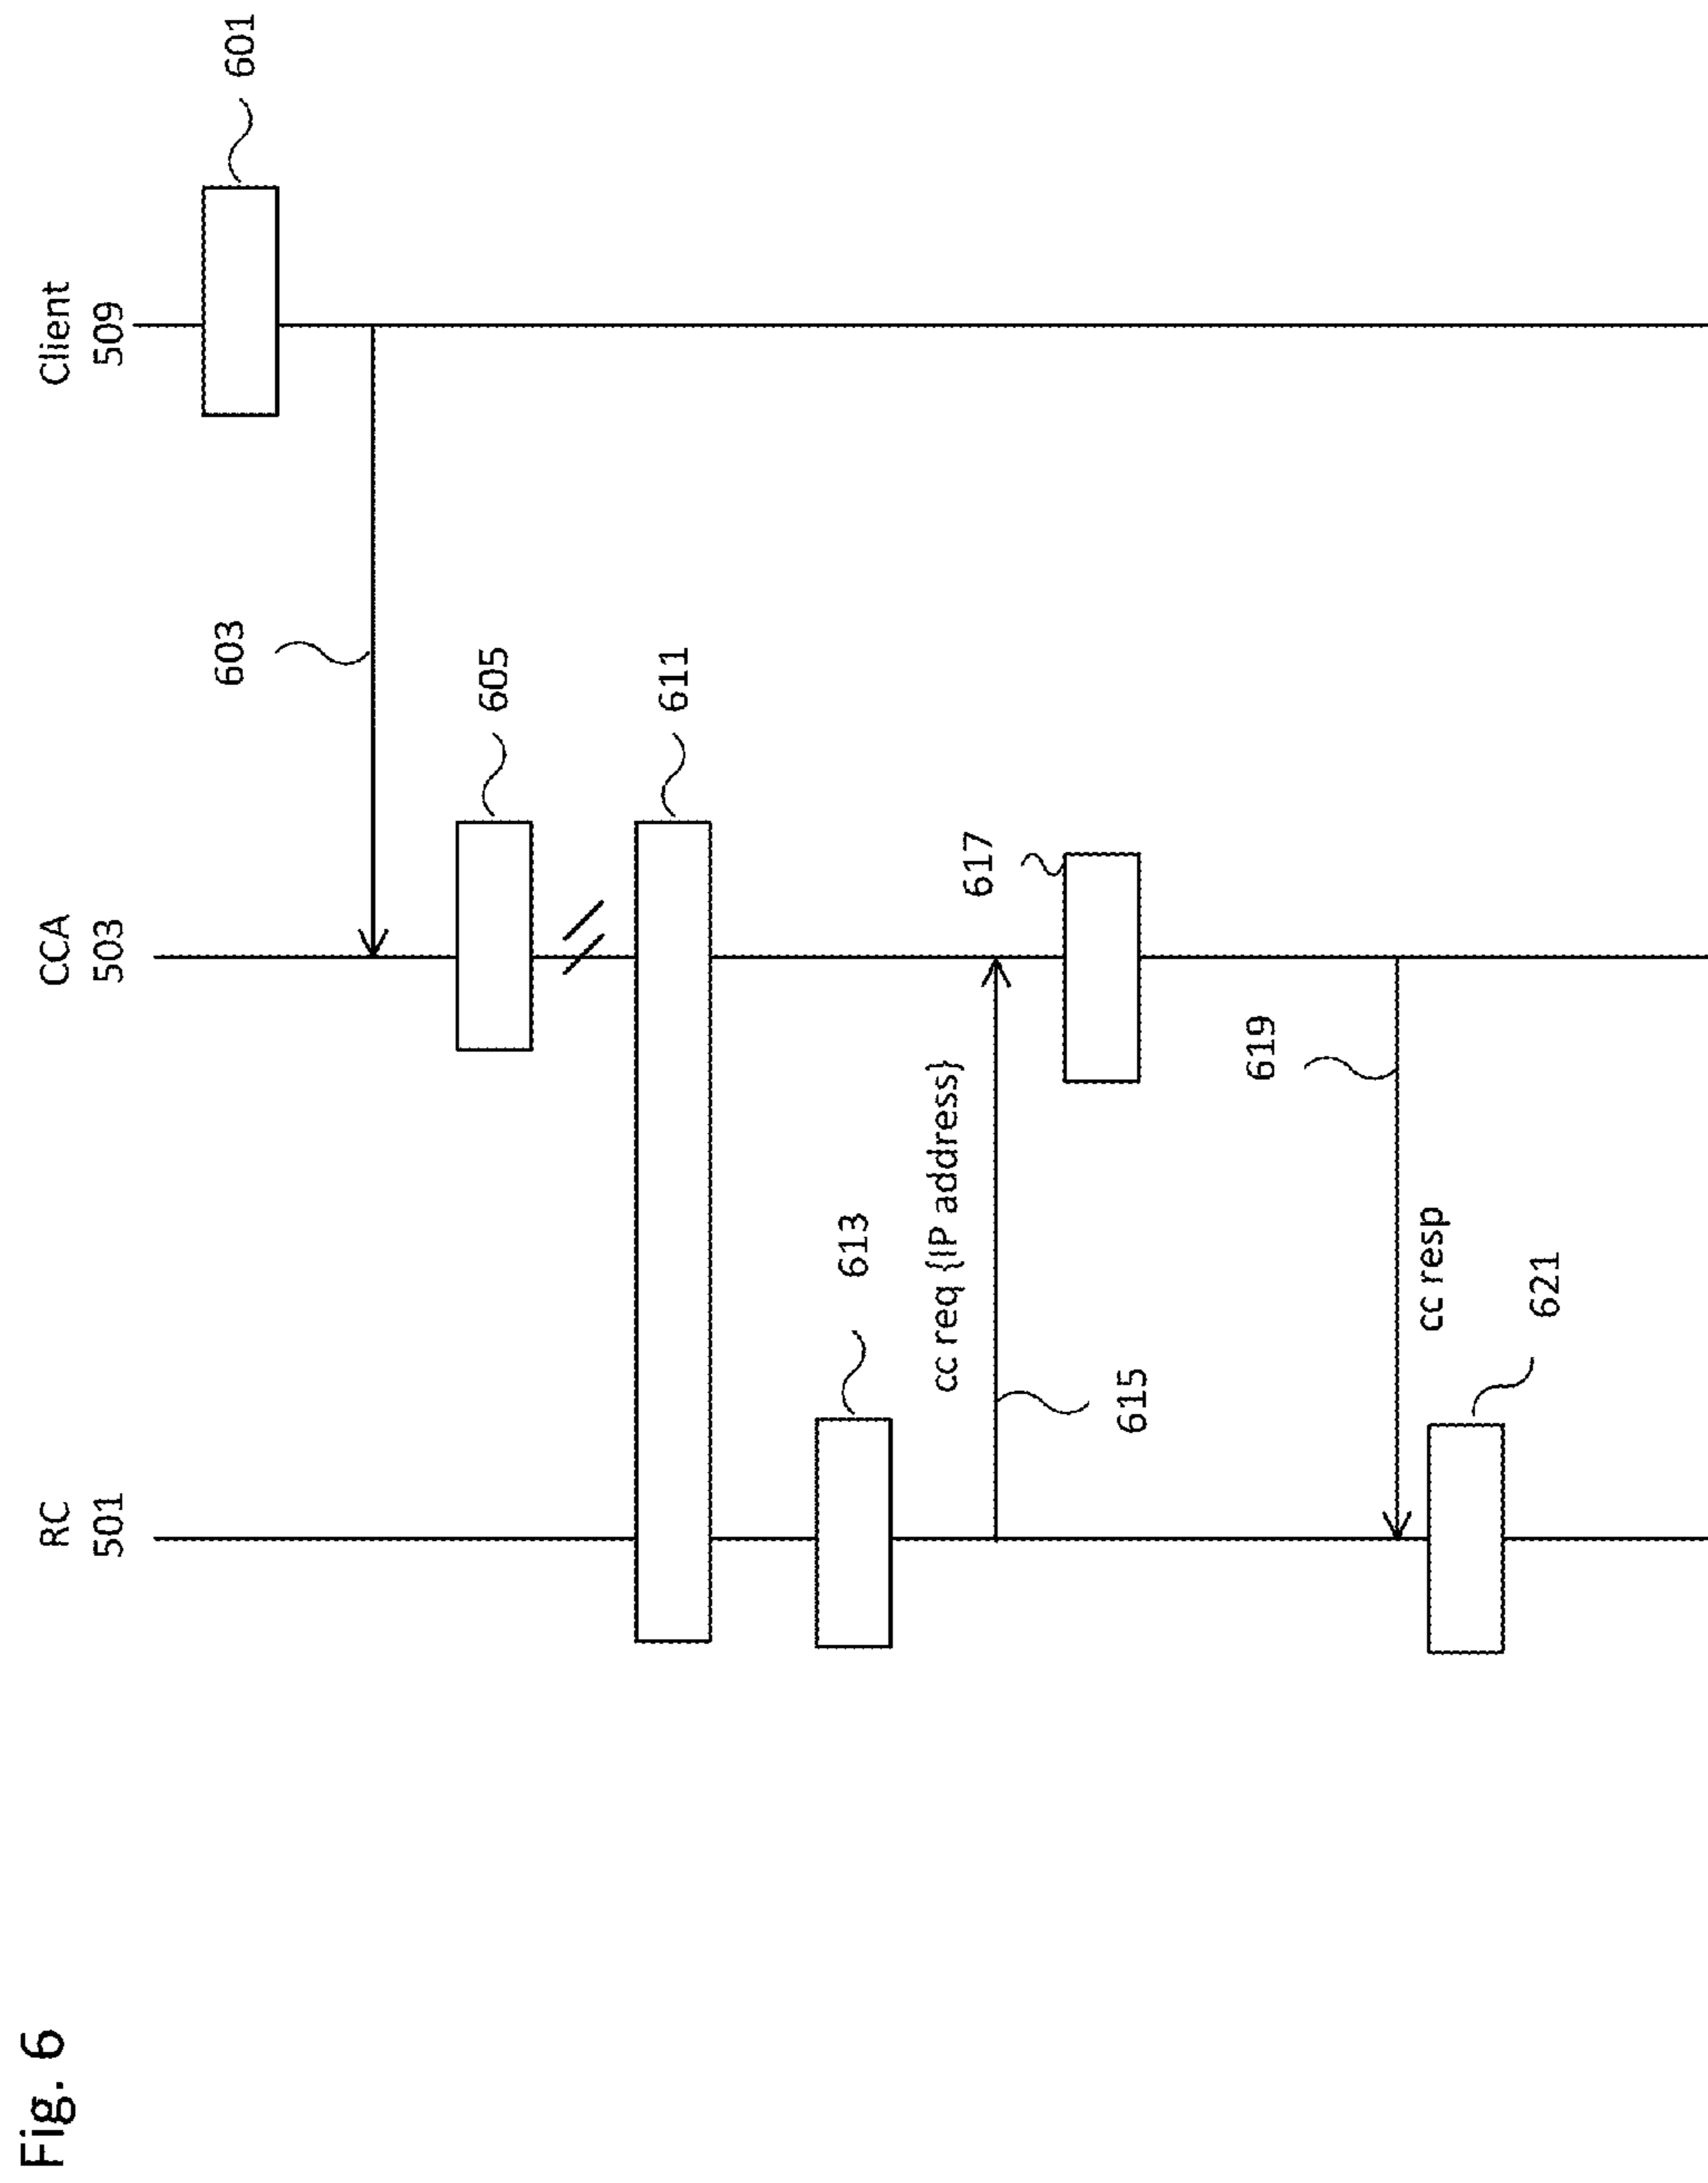 Fig. 6
RC
501
CCA
503
Client
509
601
603
605
611
613
cc req {IP address}
615
617
619
cc resp
621